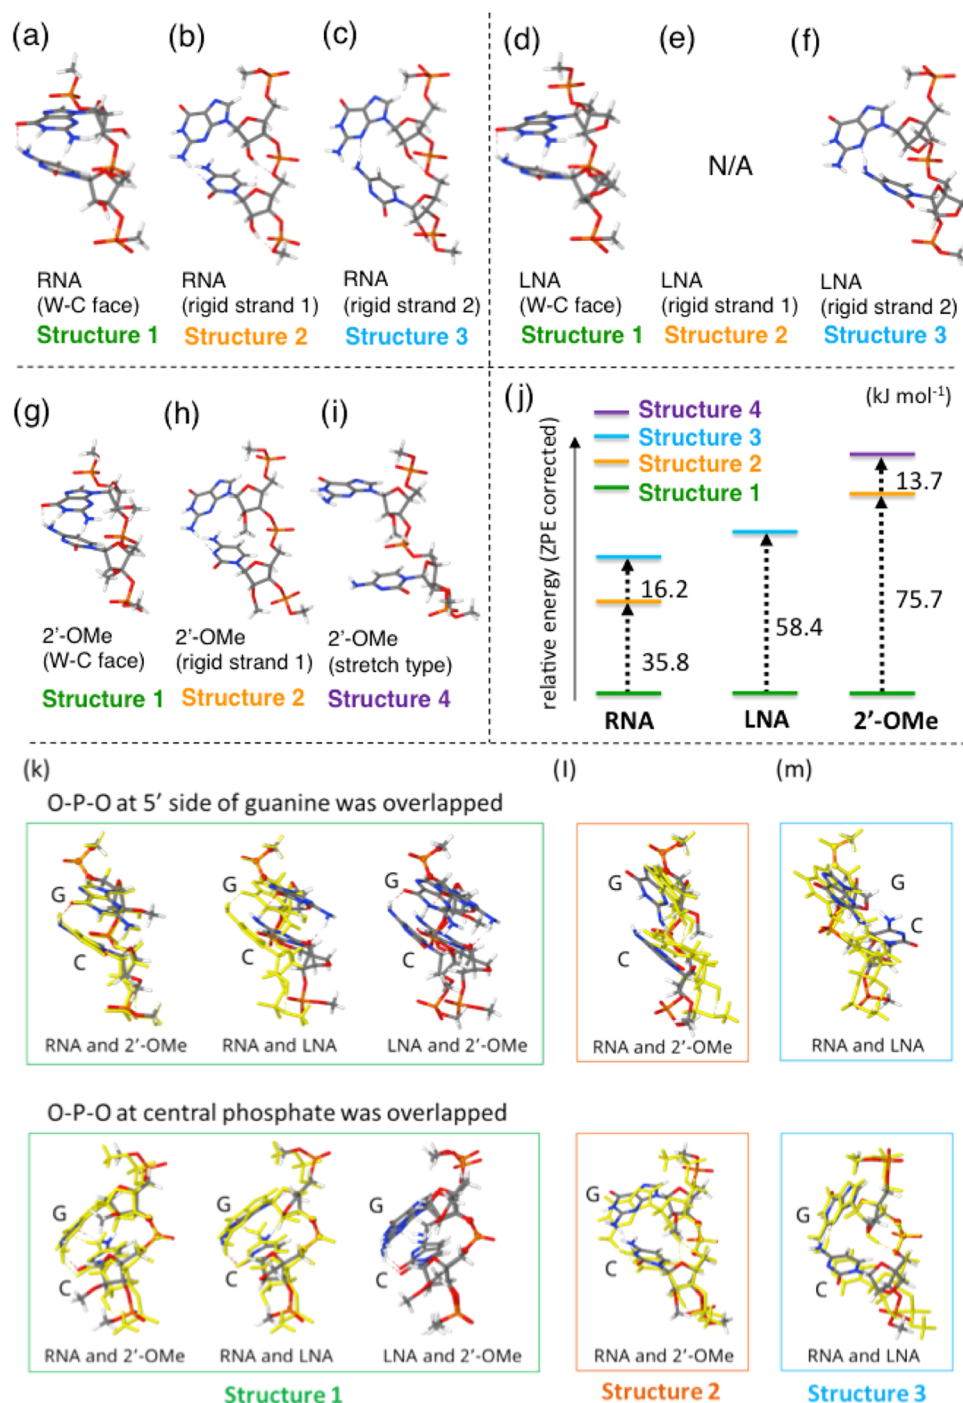 (a)
(b)
(c)
(d)
(e)
(f)
N/A
RNA
(W-C face)
Structure 1
RNA
(rigid strand 1)
Structure 2
RNA
(rigid strand 2)
Structure 3
LNA
(W-C face)
Structure 1
LNA
(rigid strand 1)
Structure 2
LNA
(rigid strand 2)
Structure 3
(g)
(h)
(i)
2'-OMe
(W-C face)
Structure 1
2'-OMe
(rigid strand 1)
Structure 2
2'-OMe
(stretch type)
Structure 4
(j)
(kJ mol⁻¹)
relative energy (ZPE corrected)
Structure 4
Structure 3
Structure 2
Structure 1
16.2
35.8
58.4
13.7
75.7
RNA
LNA
2'-OMe
(k)
(l)
(m)
O-P-O at 5' side of guanine was overlapped
G
C
RNA and 2'-OMe
G
C
RNA and LNA
LNA and 2'-OMe
G
C
RNA and 2'-OMe
G
C
RNA and LNA
O-P-O at central phosphate was overlapped
G
C
RNA and 2'-OMe
G
C
RNA and LNA
G
C
LNA and 2'-OMe
G
C
RNA and 2'-OMe
G
C
RNA and LNA
Structure 1
Structure 2
Structure 3